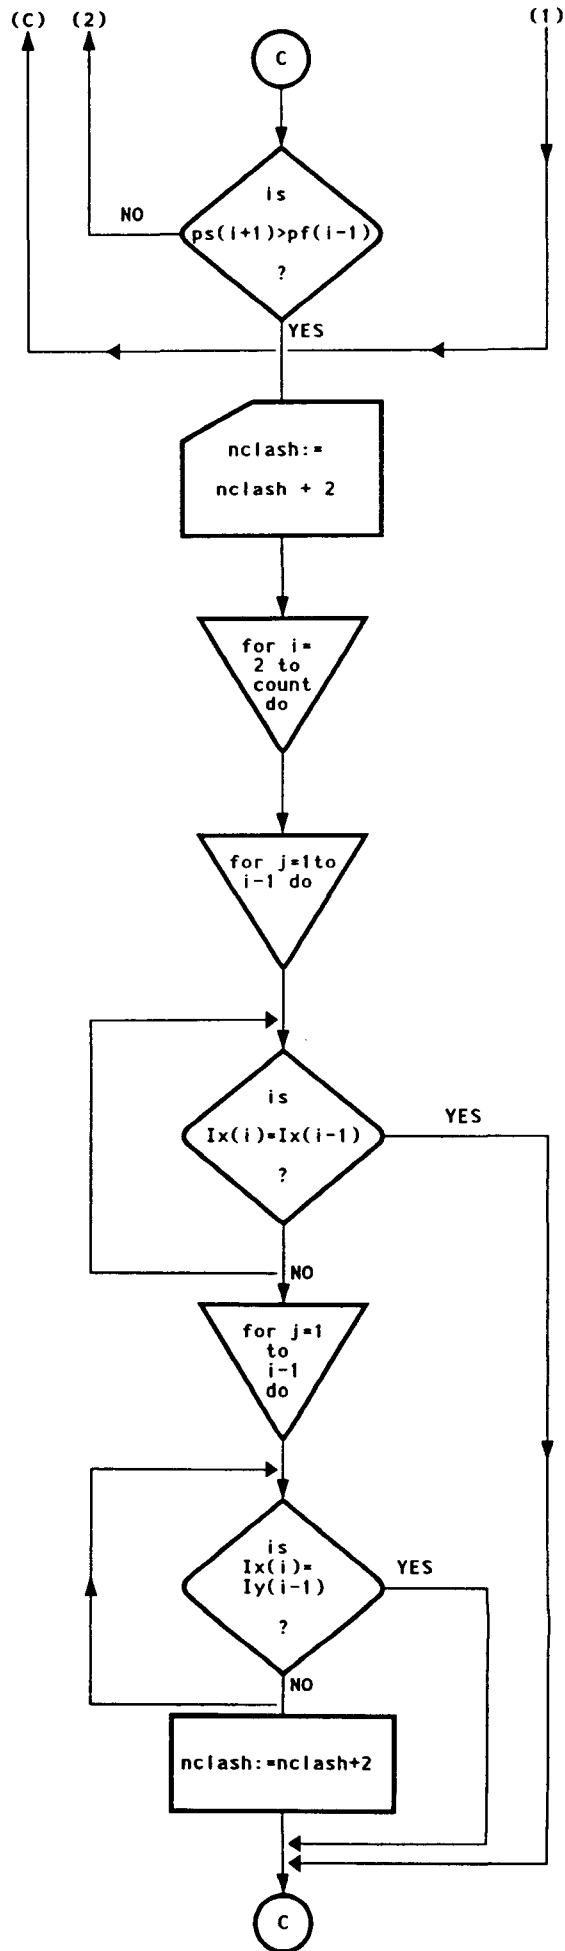 (C) (2) (1)
C
is
ps(i+1)>pf(i-1)
?
NO
YES
nclash:=
nclash + 2
for i=
2 to
count
do
for j=1to
i-1 do
is
Ix(i)=Ix(i-1)
?
YES
NO
for j=1
to
i-1
do
is
Ix(i)=
Iy(i-1)
?
YES
NO
nclash:=nclash+2
C